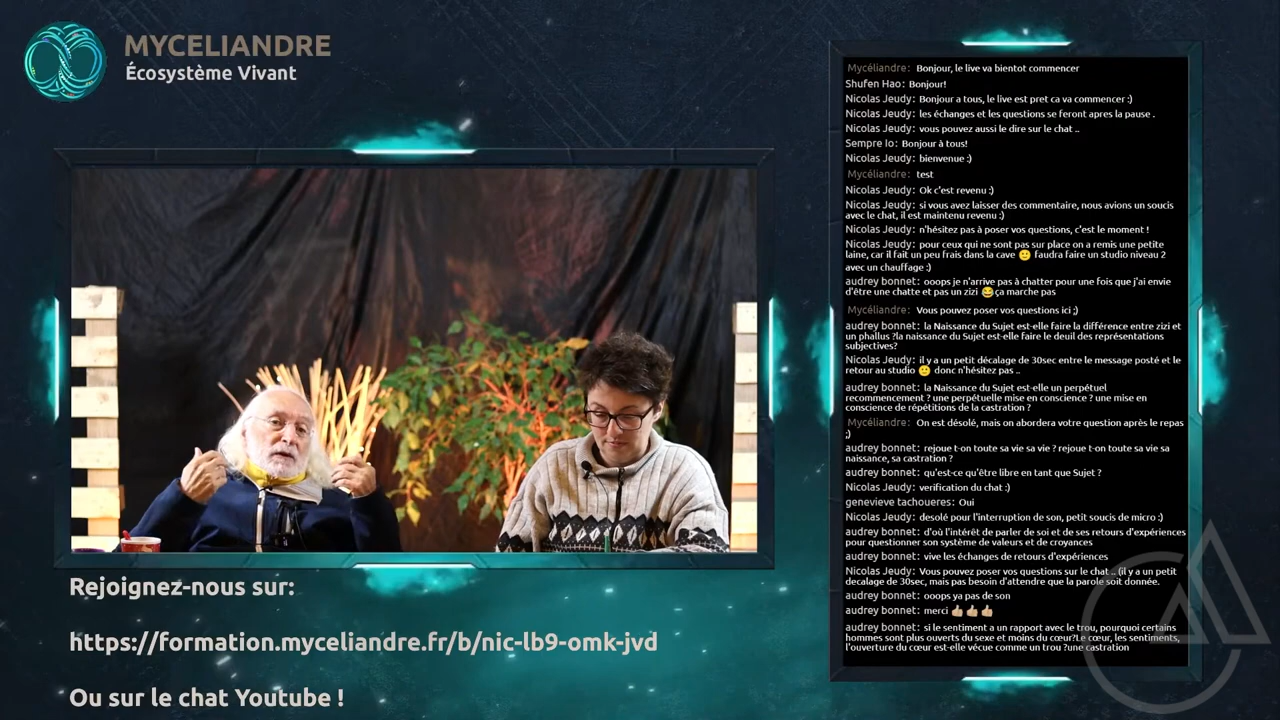 MYCELIANDRE
Écosystème Vivant
Mycéliandre: Bonjour, le live va bientot commencer
Shufen Hao: Bonjour!
Nicolas Jeudy: Bonjour a tous, le live est pret ca va commencer :)
Nicolas Jeudy: les échanges et les questions se feront apres la pause .
Nicolas Jeudy: vous pouvez aussi le dire sur le chat ..
Sempre Io: Bonjour à tous!
Nicolas Jeudy: bienvenue :)
Mycéliandre: test
Nicolas Jeudy: Ok c'est revenu :)
Nicolas Jeudy: si vous avez laisser des commentaire, nous avions un soucis
avec le chat, il est maintenu revenu :)
Nicolas Jeudy: n'hésitez pas à poser vos questions, c'est le moment !
Nicolas Jeudy: pour ceux qui ne sont pas sur place on a remis une petite
laine, car il fait un peu frais dans la cave 🙂 faudra faire un studio niveau 2
avec un chauffage :)
audrey bonnet: ooops je n'arrive pas à chatter pour une fois que j'ai envie
d'être une chatte et pas un zizi 😂 ça marche pas
Mycéliandre: Vous pouvez poser vos questions ici ;)
audrey bonnet: la Naissance du Sujet est-elle faire la différence entre zizi et
un phallus ?la naissance du Sujet est-elle faire le deuil des représentations
subjectives?
Nicolas Jeudy: il y a un petit décalage de 30sec entre le message posté et le
retour au studio 🙂 donc n'hésitez pas ..
audrey bonnet: la Naissance du Sujet est-elle un perpétuel
recommencement ? une perpétuelle mise en conscience ? une mise en
conscience de répétitions de la castration ?
Mycéliandre: On est désolé, mais on abordera votre question après le repas
;)
audrey bonnet: rejoue t-on toute sa vie sa vie ? rejoue t-on toute sa vie sa
naissance, sa castration ?
audrey bonnet: qu'est-ce qu'être libre en tant que Sujet ?
Nicolas Jeudy: verification du chat :)
genevieve tachoueres: Oui
Nicolas Jeudy: desolé pour l'interruption de son, petit soucis de micro :)
audrey bonnet: d'où l'intérêt de parler de soi et de ses retours d'expériences
pour questionner son système de valeurs et de croyances
audrey bonnet: vive les échanges de retours d'expériences
Nicolas Jeudy: Vous pouvez poser vos questions sur le chat .. (il y a un petit
decalage de 30sec, mais pas besoin d'attendre que la parole soit donnée.
audrey bonnet: ooops ya pas de son
audrey bonnet: merci 👍🏼👍🏼👍🏼
audrey bonnet: si le sentiment a un rapport avec le trou, pourquoi certains
hommes sont plus ouverts du sexe et moins du cœur?Le cœur, les sentiments,
l'ouverture du cœur est-elle vécue comme un trou ?une castration
Rejoignez-nous sur:
https://formation.myceliandre.fr/b/nic-lb9-omk-jvd
Ou sur le chat Youtube !